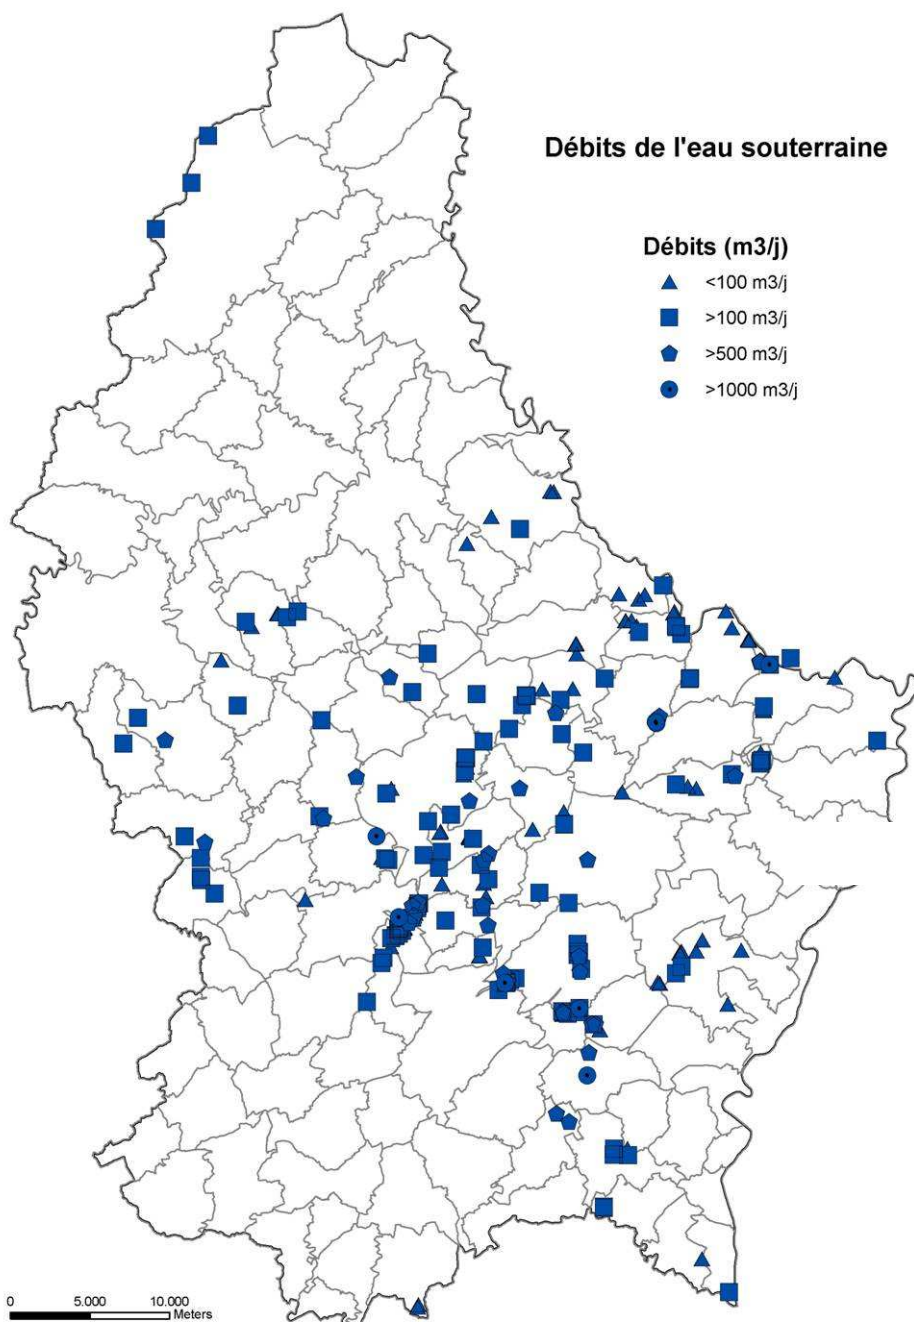 Débits de l'eau souterraine
Débits (m3/j)
<100 m3/j
>100 m3/j
>500 m3/j
>1000 m3/j
0 5.000 10.000
Meters